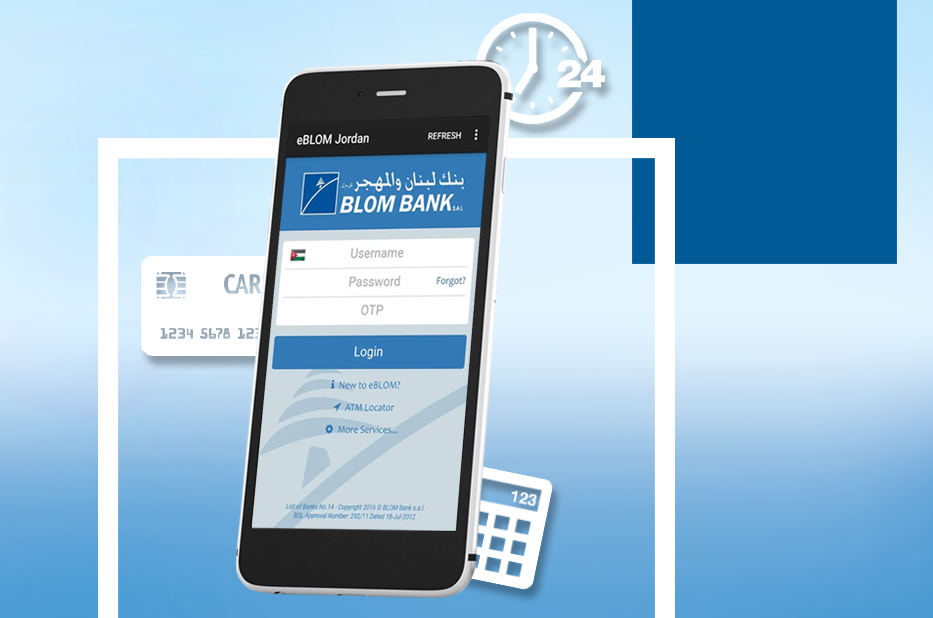 24
eBLOM Jordan
REFRESH
بنك لبنان والمهجر ش.م.ل
BLOM BANK S.A.L
Username
Password
Forgot?
OTP
Login
New to eBLOM?
ATM Locator
More Services...
List of Banks No.14 - Copyright 2016 © BLOM Bank s.a.l.
BDL Approval Number: 292/11 Dated 18-Jul-2012
CAR
1234 5678 123
123